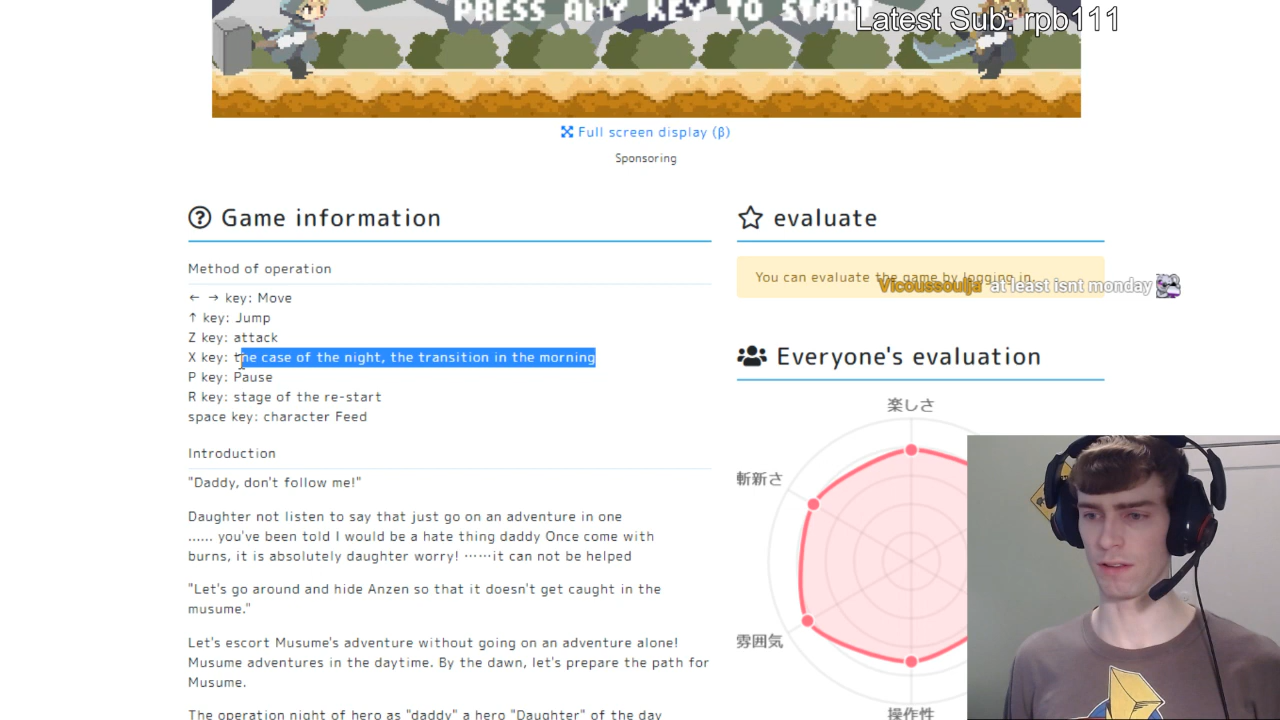 PRESS ANY KEY TO START
Latest Sub: rpb111
Full screen display (β)
Sponsoring
Game information
Method of operation
← → key: Move
↑ key: Jump
Z key: attack
X key: the case of the night, the transition in the morning
P key: Pause
R key: stage of the re-start
space key: character Feed
Introduction
"Daddy, don't follow me!"
Daughter not listen to say that just go on an adventure in one
...... you've been told I would be a hate thing daddy Once come with
burns, it is absolutely daughter worry! ······it can not be helped
"Let's go around and hide Anzen so that it doesn't get caught in the
musume."
Let's escort Musume's adventure without going on an adventure alone!
Musume adventures in the daytime. By the dawn, let's prepare the path for
Musume.
The operation night of hero as "daddy" a hero "Daughter" of the day
evaluate
You can evaluate the game by logging in.
Vicoussoulja at least isnt monday
Everyone's evaluation
楽しさ
斬新さ
雰囲気
操作性